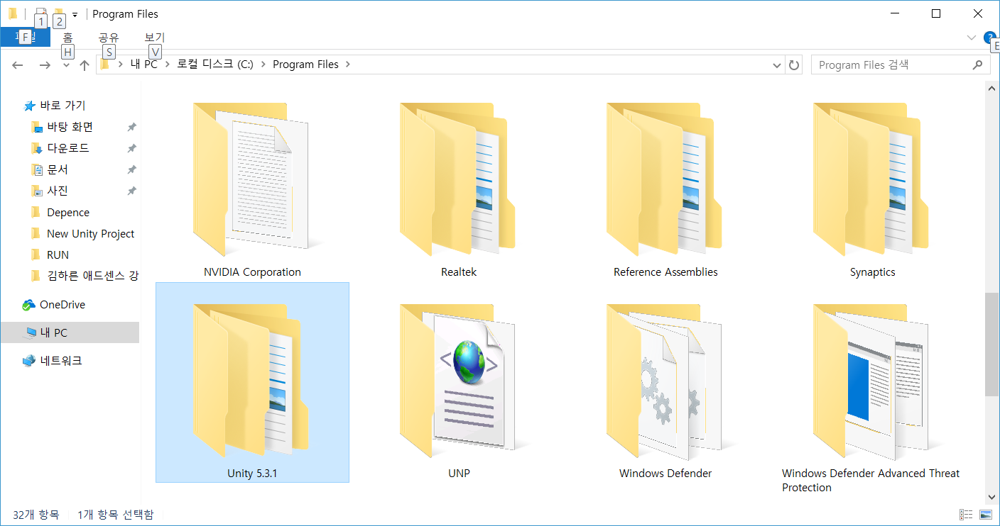 Program Files
1
2
파일
F
홈
공유
보기
H
S
V
E
내 PC
로컬 디스크 (C:)
Program Files
Program Files 검색
바로 가기
바탕 화면
다운로드
문서
사진
Depence
New Unity Project
RUN
김하른 애드센스 강
OneDrive
내 PC
네트워크
NVIDIA Corporation
Realtek
Reference Assemblies
Synaptics
Unity 5.3.1
UNP
Windows Defender
Windows Defender Advanced Threat
Protection
32개 항목
1개 항목 선택함